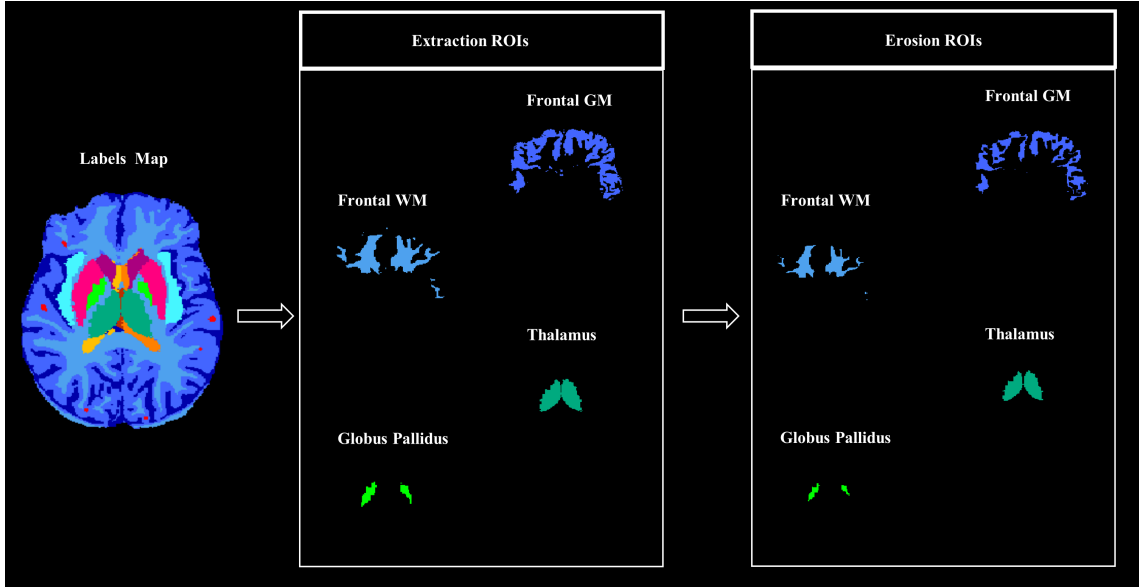 Labels Map
Extraction ROIs
Frontal GM
Frontal WM
Thalamus
Globus Pallidus
Erosion ROIs
Frontal GM
Frontal WM
Thalamus
Globus Pallidus